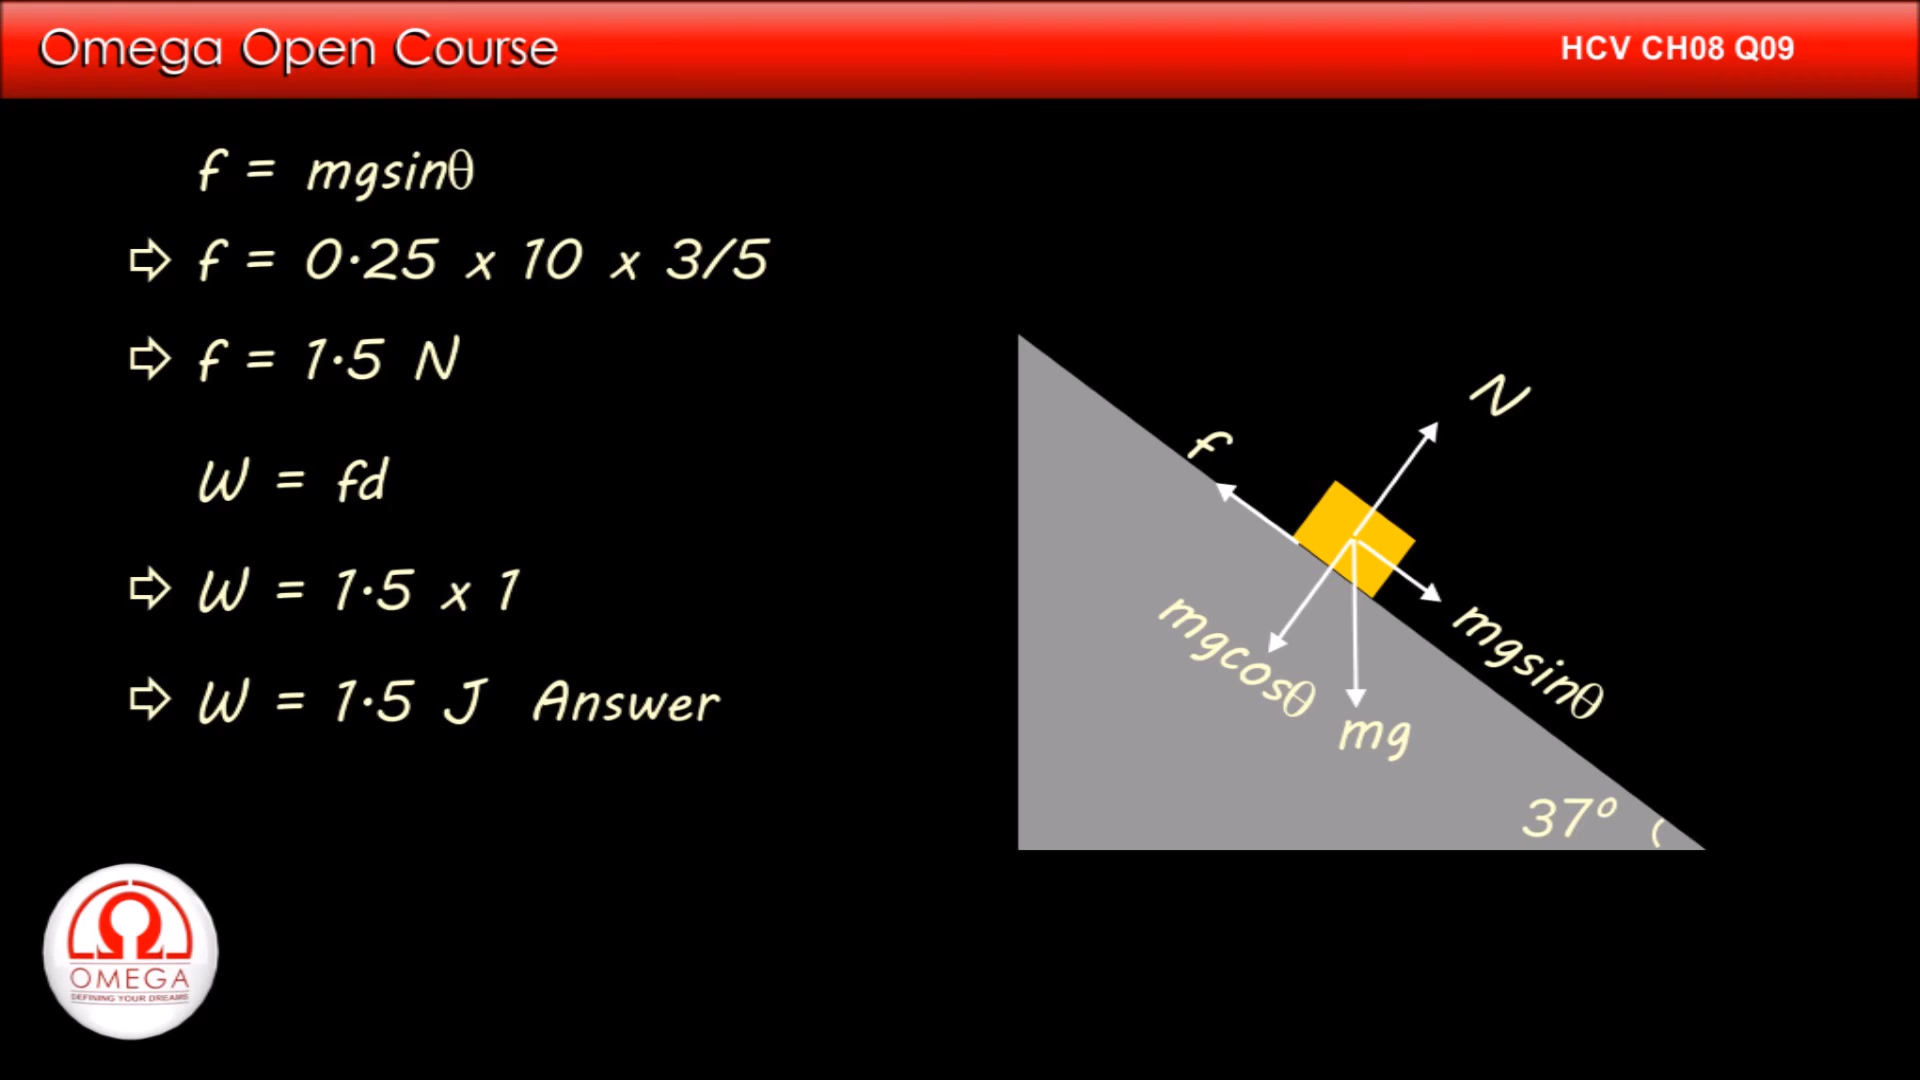 Omega Open Course
HCV CH08 Q09
f = mgsinθ
⇨ f = 0·25 x 10 x 3/5
⇨ f = 1·5 N
W = fd
⇨ W = 1·5 x 1
⇨ W = 1·5 J Answer
N
f
mgcosθ
mg
mgsinθ
37°
Ω
OMEGA
DEFINING YOUR DREAMS